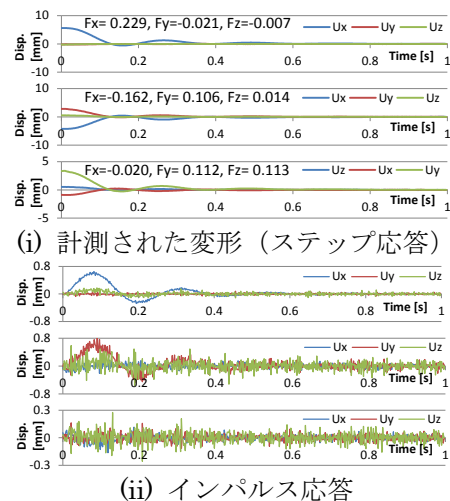 Fx= 0.229, Fy=-0.021, Fz=-0.007
Disp. [mm]
10
0
-10
Ux Uy Uz
Time [s]
0 0.2 0.4 0.6 0.8 1
Fx=-0.162, Fy= 0.106, Fz= 0.014
Disp. [mm]
10
0
-10
Ux Uy Uz
Time [s]
0 0.2 0.4 0.6 0.8 1
Fx=-0.020, Fy= 0.112, Fz= 0.113
Disp. [mm]
5
0
-5
Uz Ux Uy
Time [s]
0 0.2 0.4 0.6 0.8 1
(i) 計測された変形（ステップ応答）
Disp. [mm]
0.8
0
-0.8
Ux Uy Uz
Time [s]
0 0.2 0.4 0.6 0.8 1
Disp. [mm]
0.8
0
-0.8
Ux Uy Uz
Time [s]
0 0.2 0.4 0.6 0.8 1
Disp. [mm]
0.3
0
-0.3
Ux Uy Uz
Time [s]
0 0.2 0.4 0.6 0.8 1
(ii) インパルス応答